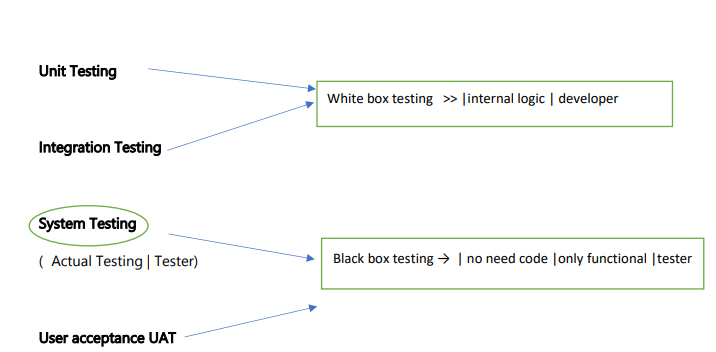 Unit Testing
White box testing >> |internal logic | developer
Integration Testing
System Testing
( Actual Testing | Tester)
Black box testing → | no need code |only functional |tester
User acceptance UAT